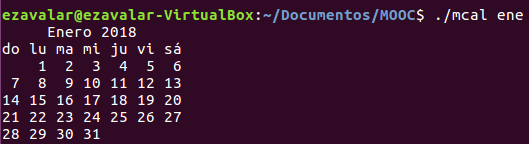 ezavalar@ezavalar-VirtualBox:~/Documentos/MOOC$ ./mcal ene
     Enero 2018
do lu ma mi ju vi sá
    1  2  3  4  5  6
 7  8  9 10 11 12 13
14 15 16 17 18 19 20
21 22 23 24 25 26 27
28 29 30 31